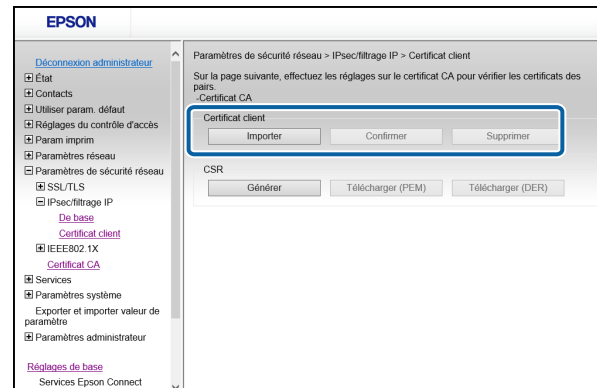 EPSON
Déconnexion administrateur
État
Contacts
Utiliser param. défaut
Réglages du contrôle d'accès
Param imprim
Paramètres réseau
Paramètres de sécurité réseau
SSL/TLS
IPsec/filtrage IP
De base
Certificat client
IEEE802.1X
Certificat CA
Services
Paramètres système
Exporter et importer valeur de
paramètre
Paramètres administrateur
Réglages de base
Services Epson Connect
Paramètres de sécurité réseau > IPsec/filtrage IP > Certificat client
Sur la page suivante, effectuez les réglages sur le certificat CA pour vérifier les certificats des
pairs.
-Certificat CA
Certificat client
Importer Confirmer Supprimer
CSR
Générer Télécharger (PEM) Télécharger (DER)